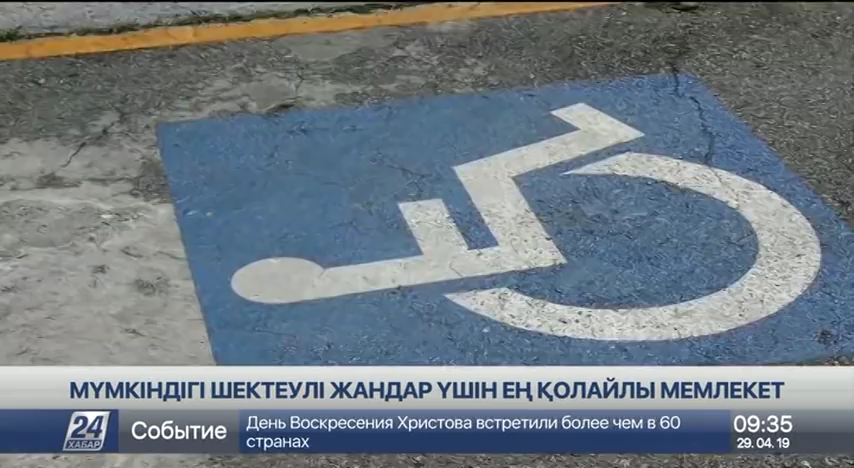 МҮМКІНДІГІ ШЕКТЕУЛІ ЖАНДАР ҮШІН ЕҢ ҚОЛАЙЛЫ МЕМЛЕКЕТ
24
ХАБАР
Событие
День Воскресения Христова встретили более чем в 60
странах
09:35
29.04.19